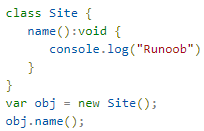 class Site {
   name():void {
      console.log("Runoob")
   }
}
var obj = new Site();
obj.name();